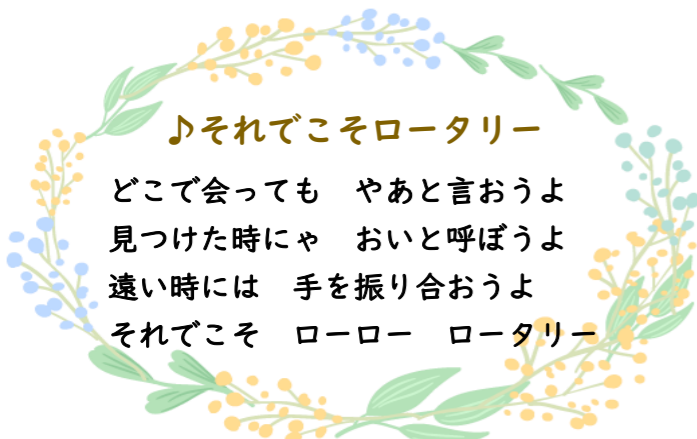 ♪それでこそロータリー
どこで会っても　やあと言おうよ
見つけた時にゃ　おいと呼ぼうよ
遠い時には　手を振り合おうよ
それでこそ　ローロー　ロータリー